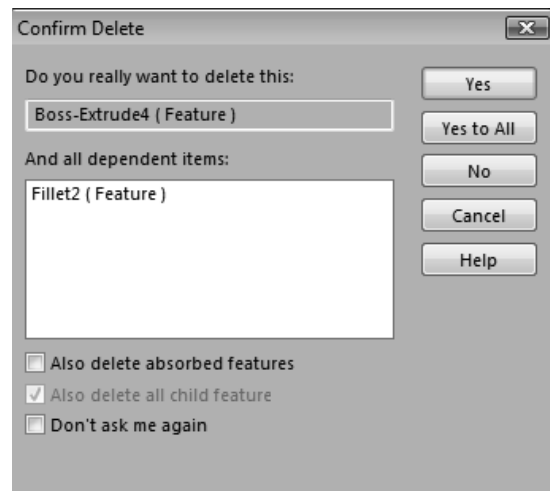 Confirm Delete
Do you really want to delete this:
Boss-Extrude4 ( Feature )
And all dependent items:
Fillet2 ( Feature )
Also delete absorbed features
Also delete all child feature
Don't ask me again
Yes
Yes to All
No
Cancel
Help